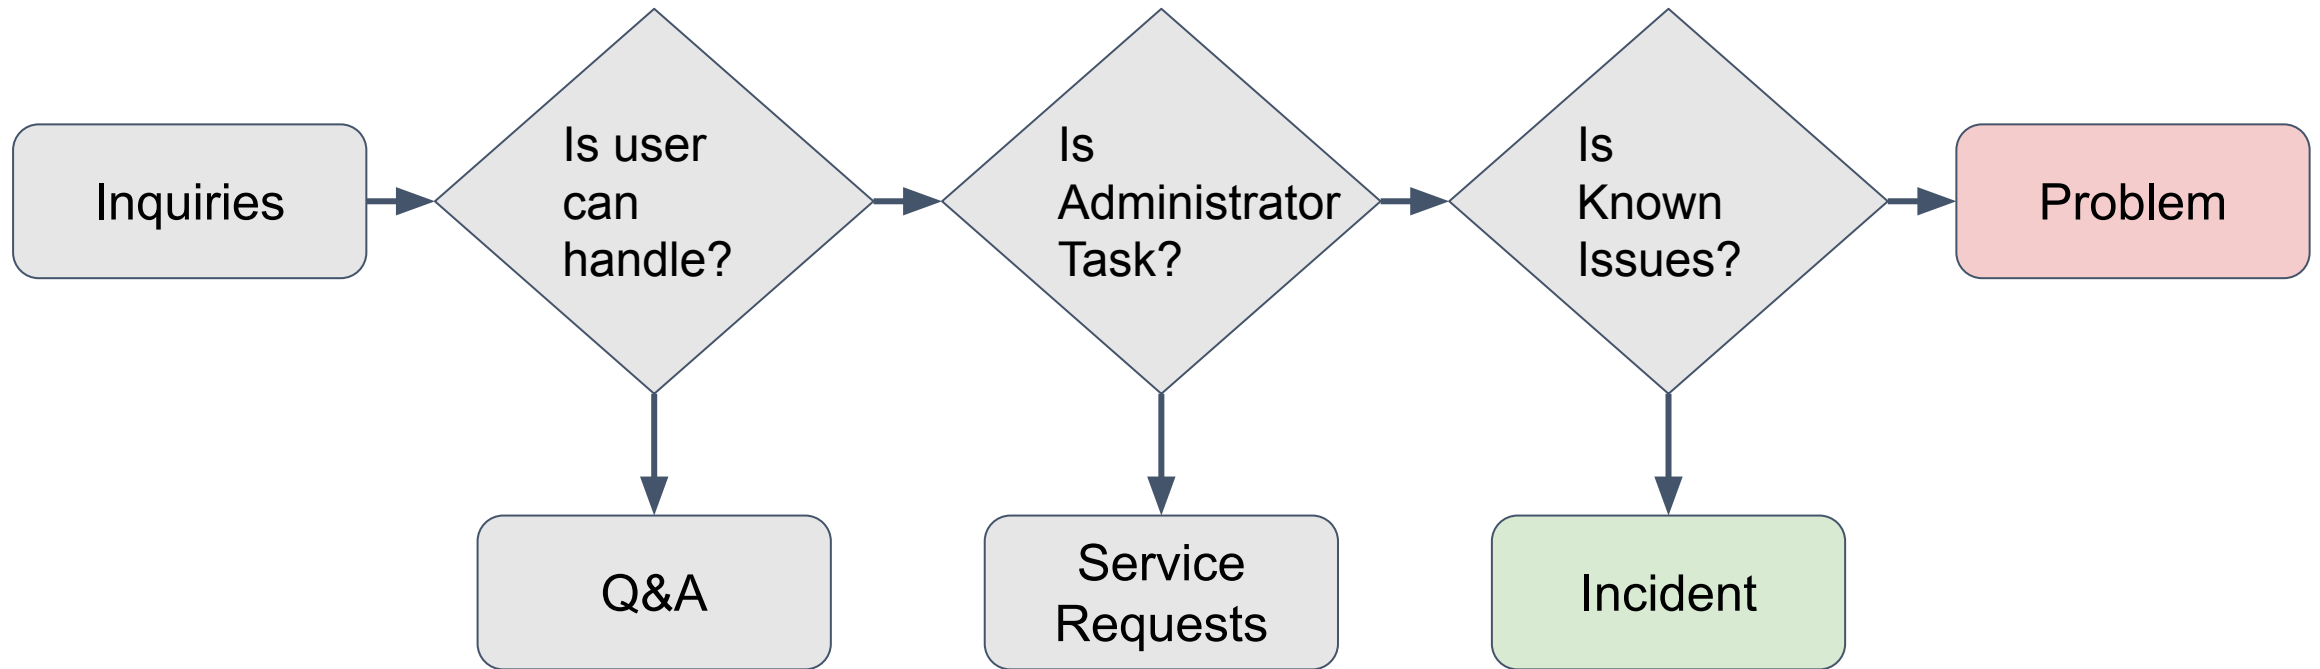 Inquiries
Is user
can
handle?
Is
Administrator
Task?
Is
Known
Issues?
Problem
Q&A
Service
Requests
Incident